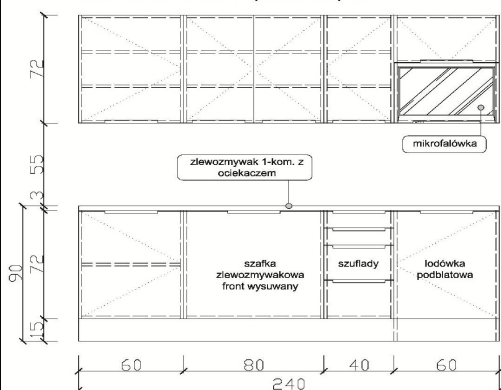 72
mikrofalówka
55
zlewozmywak 1-kom. z
ociekaczem
3
90
72
szafka
zlewozmywakowa
front wysuwany
szuflady
lodówka
podblatowa
15
60
80
40
60
240